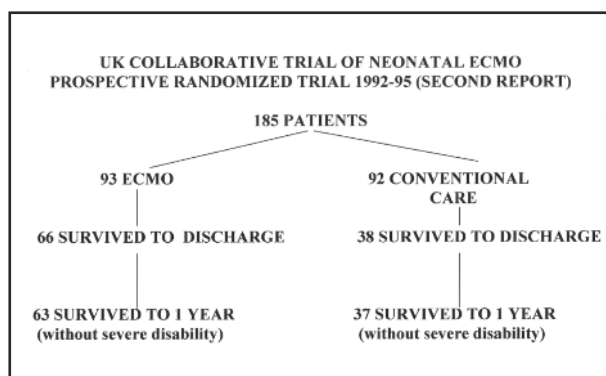 UK COLLABORATIVE TRIAL OF NEONATAL ECMO
PROSPECTIVE RANDOMIZED TRIAL 1992-95 (SECOND REPORT)
185 PATIENTS
93 ECMO
92 CONVENTIONAL
CARE
66 SURVIVED TO DISCHARGE
38 SURVIVED TO DISCHARGE
63 SURVIVED TO 1 YEAR
(without severe disability)
37 SURVIVED TO 1 YEAR
(without severe disability)